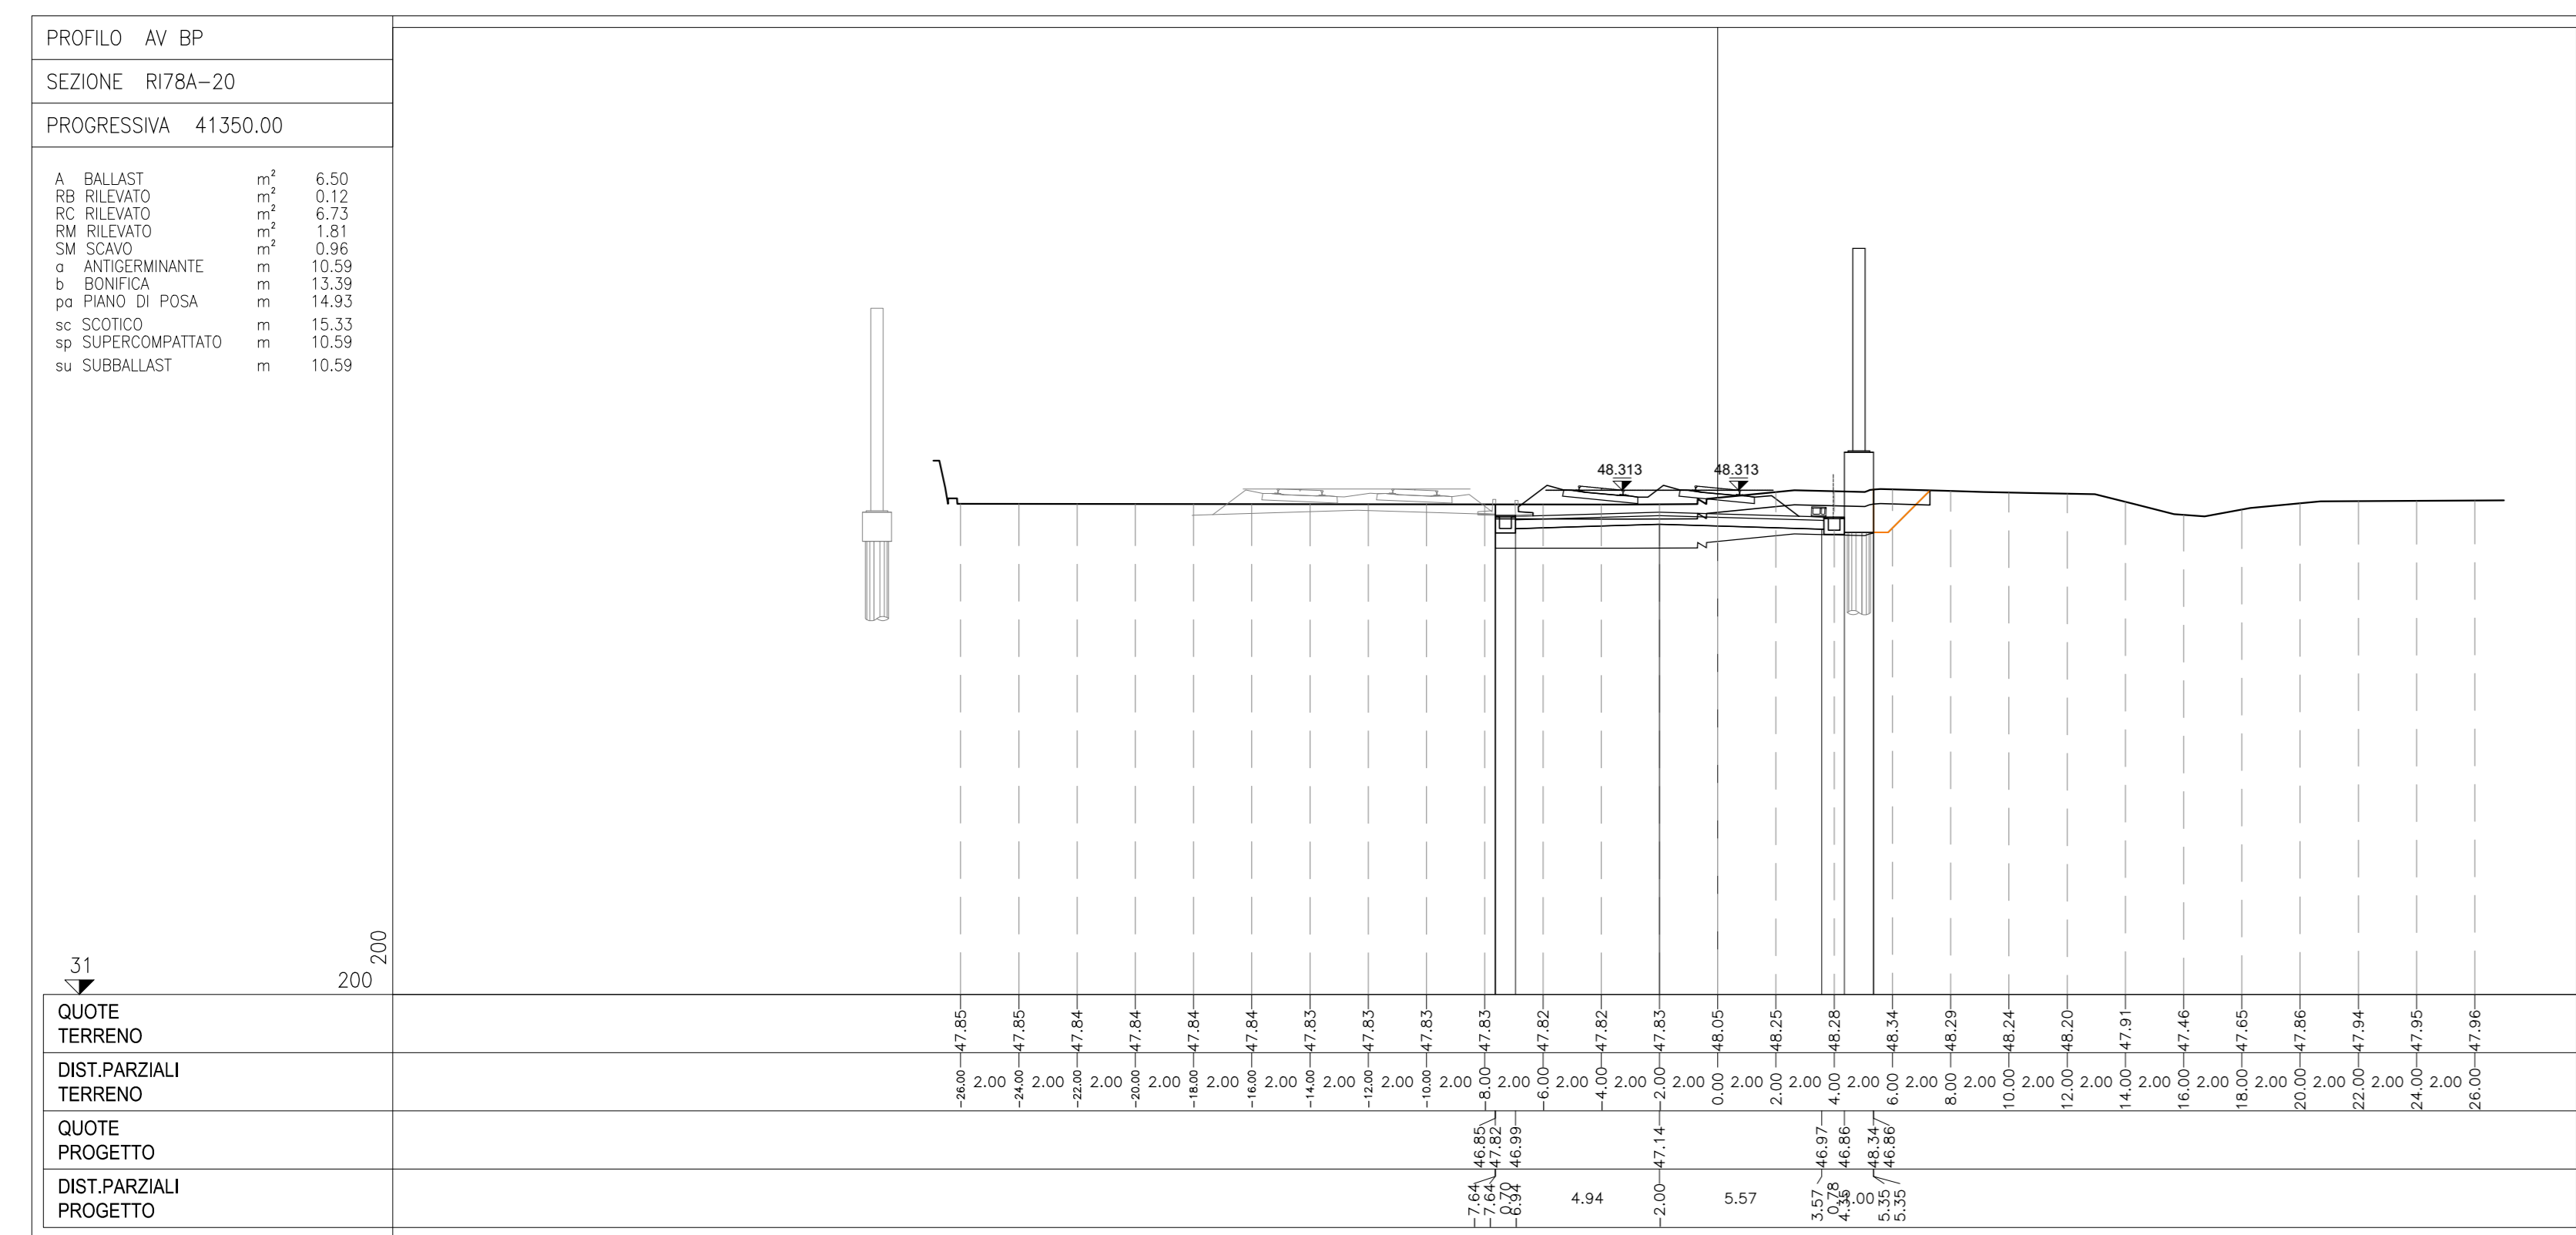 PROFILO AV BP
SEZIONE RI78A-20
PROGRESSIVA 41350.00
A BALLAST m² 6.50
RB RILEVATO m² 0.12
RC RILEVATO m² 6.73
RM RILEVATO m² 1.81
SM SCAVO m² 0.96
a ANTIGERMINANTE m 10.59
b BONIFICA m 13.39
pa PIANO DI POSA m 14.93
sc SCOTICO m 15.33
sp SUPERCOMPATTATO m 10.59
su SUBBALLAST m 10.59
48.313 48.313
31 200 200
QUOTE
TERRENO
47.85 47.85 47.84 47.84 47.84 47.84 47.83 47.83 47.83 47.83 47.82 47.82 47.83 48.05 48.25 48.28 48.34 48.29 48.24 48.20 47.91 47.46 47.65 47.86 47.94 47.95 47.96
DIST.PARZIALI
TERRENO
-26.00 2.00 -24.00 2.00 -22.00 2.00 -20.00 2.00 -18.00 2.00 -16.00 2.00 -14.00 2.00 -12.00 2.00 -10.00 2.00 -8.00 2.00 -6.00 2.00 -4.00 2.00 -2.00 2.00 0.00 2.00 2.00 2.00 4.00 2.00 6.00 2.00 8.00 2.00 10.00 2.00 12.00 2.00 14.00 2.00 16.00 2.00 18.00 2.00 20.00 2.00 22.00 2.00 24.00 2.00 26.00
QUOTE
PROGETTO
46.85 47.82 46.99 47.14 46.97 46.86 48.34 46.86
DIST.PARZIALI
PROGETTO
-7.64 -7.64 0.70 -6.94 4.94 -2.00 5.57 3.57 0.78 4.35 1.00 5.35 5.35